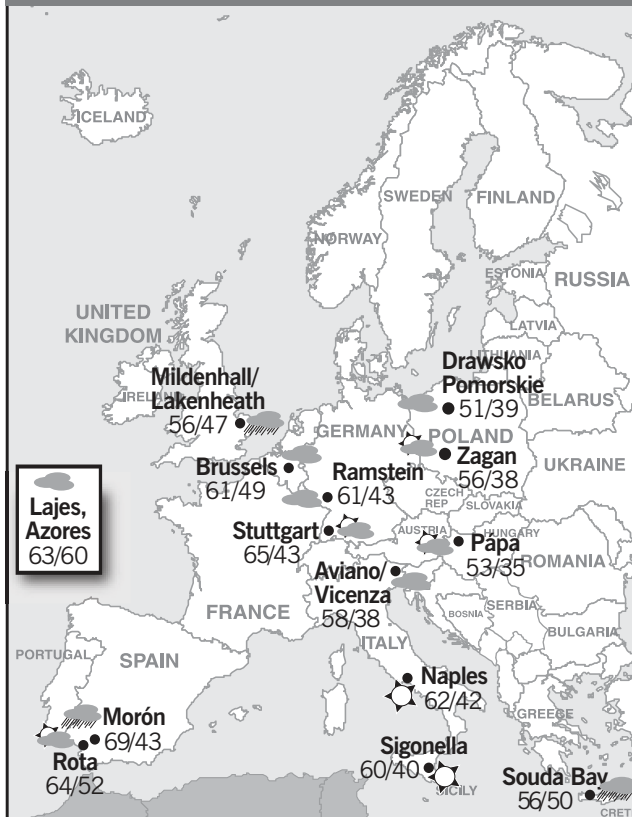 ICELAND
SWEDEN
FINLAND
NORWAY
ESTONIA
RUSSIA
LATVIA
LITHUANIA
UNITED
KINGDOM
IRELAND
Mildenhall/
Lakenheath
56/47
Drawsko
Pomorskie
51/39
BELARUS
GERMANY
POLAND
Zagan
56/38
Brussels
61/49
Ramstein
61/43
UKRAINE
CZECH
REP
SLOVAKIA
Lajes,
Azores
63/60
Stuttgart
65/43
AUSTRIA
HUNGARY
Pápa
53/35
ROMANIA
Aviano/
Vicenza
58/38
FRANCE
ITALY
BOSNIA
SERBIA
BULGARIA
PORTUGAL
SPAIN
Naples
62/42
GREECE
Morón
69/43
Rota
64/52
Sigonella
60/40
SICILY
Souda Bay
56/50
CRET